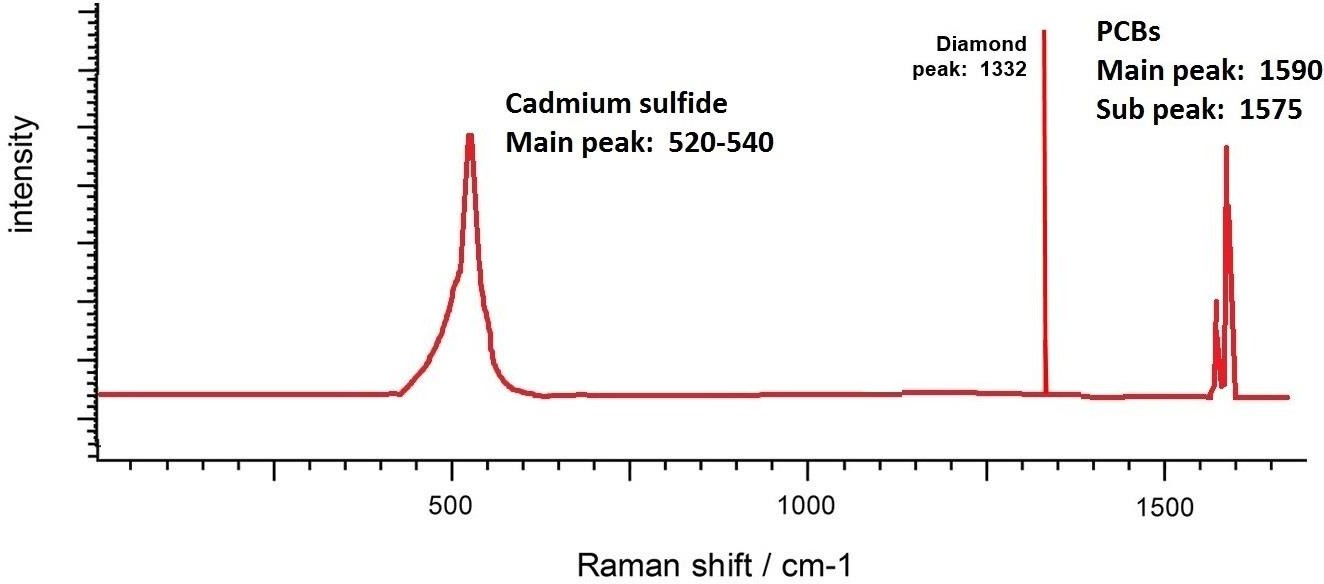 PCBs
Main peak: 1590
Sub peak: 1575
Diamond
peak: 1332
Cadmium sulfide
Main peak: 520-540
intensity
500
1000
1500
Raman shift / cm-1